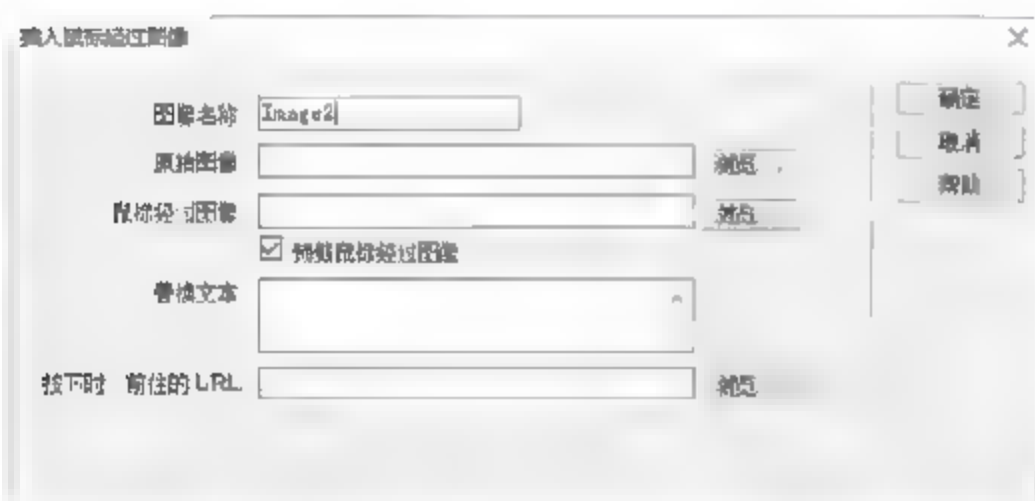 插入鼠标经过图像
图像名称
Image2
确定
原始图像
浏览
取消
鼠标经过图像
浏览
帮助
预载鼠标经过图像
替换文本
按下时 前往的 URL
浏览